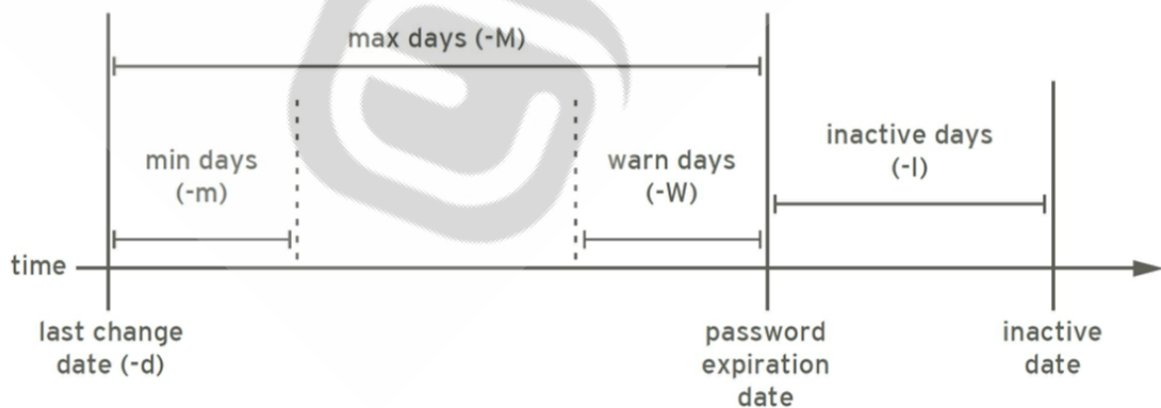 max days (-M)
min days
(-m)
warn days
(-W)
inactive days
(-I)
time
last change
date (-d)
password
expiration
date
inactive
date